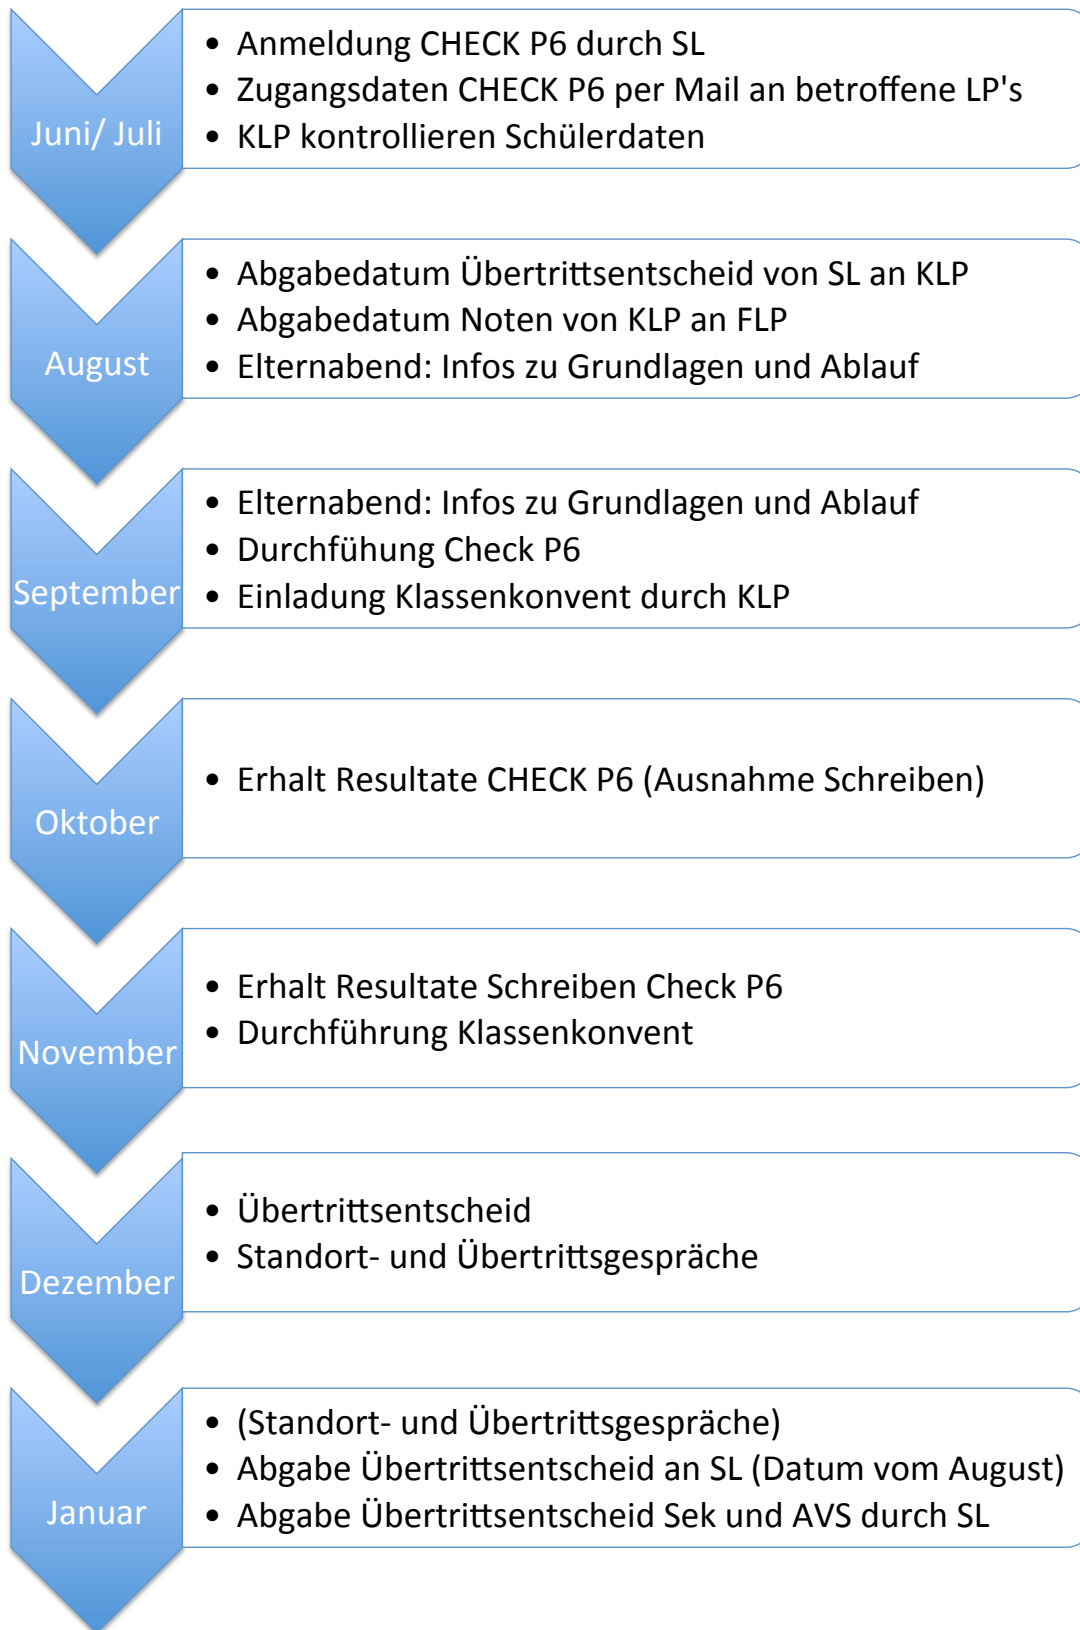 Juni/ Juli
• Anmeldung CHECK P6 durch SL
• Zugangsdaten CHECK P6 per Mail an betroffene LP's
• KLP kontrollieren Schülerdaten
August
• Abgabedatum Übertrittsentscheid von SL an KLP
• Abgabedatum Noten von KLP an FLP
• Elternabend: Infos zu Grundlagen und Ablauf
September
• Elternabend: Infos zu Grundlagen und Ablauf
• Durchfühung Check P6
• Einladung Klassenkonvent durch KLP
Oktober
• Erhalt Resultate CHECK P6 (Ausnahme Schreiben)
November
• Erhalt Resultate Schreiben Check P6
• Durchführung Klassenkonvent
Dezember
• Übertrittsentscheid
• Standort- und Übertrittsgespräche
Januar
• (Standort- und Übertrittsgespräche)
• Abgabe Übertrittsentscheid an SL (Datum vom August)
• Abgabe Übertrittsentscheid Sek und AVS durch SL